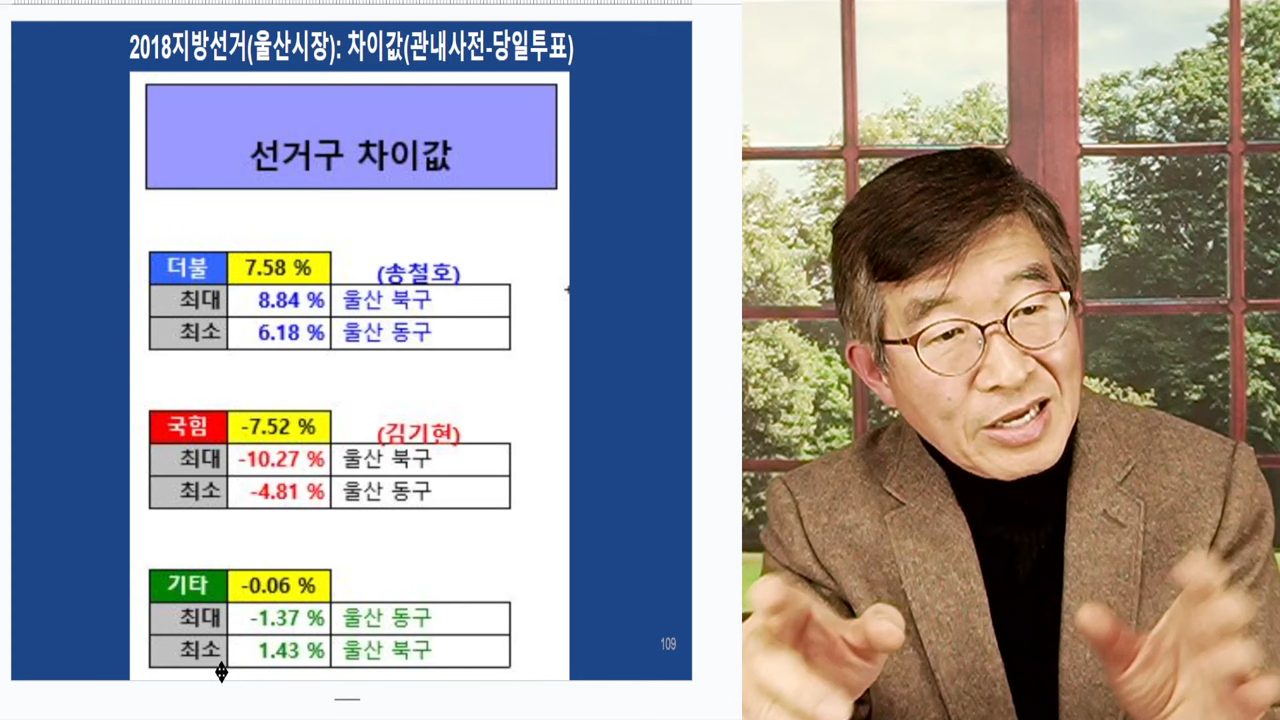 2018지방선거(울산시장): 차이값(관내사전-당일투표)
선거구 차이값
더불 7.58 % (송철호)
최대 8.84 % 울산 북구
최소 6.18 % 울산 동구
국힘 -7.52 % (김기현)
최대 -10.27 % 울산 북구
최소 -4.81 % 울산 동구
기타 -0.06 %
최대 -1.37 % 울산 동구
최소 1.43 % 울산 북구
109